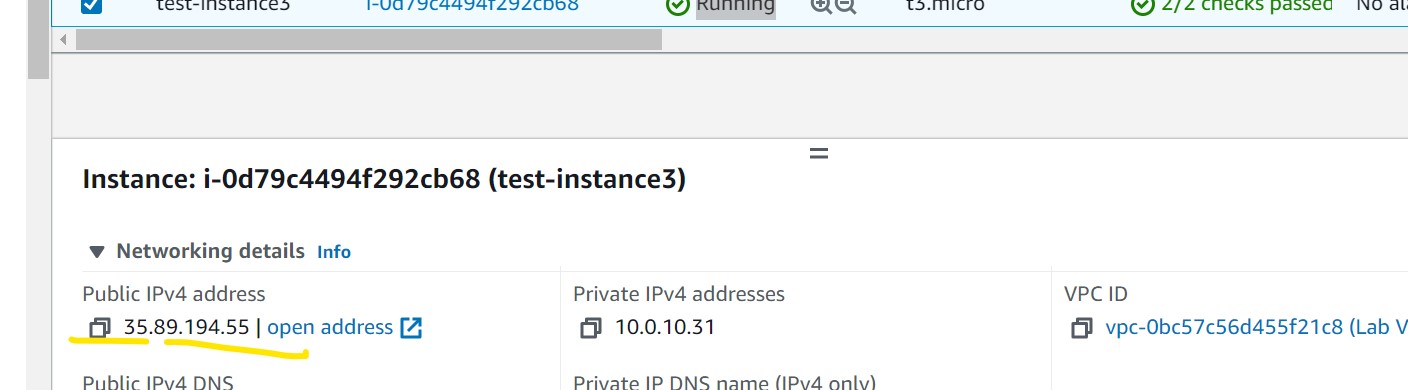 test-instance3 i-0d79c4494f292cb68 Running t3.micro 2/2 checks passed No ala
Instance: i-0d79c4494f292cb68 (test-instance3)
Networking details Info
Public IPv4 address Private IPv4 addresses VPC ID
35.89.194.55 | open address 10.0.10.31 vpc-0bc57c56d455f21c8 (Lab V
Public IPv4 DNS Private IP DNS name (IPv4 only)